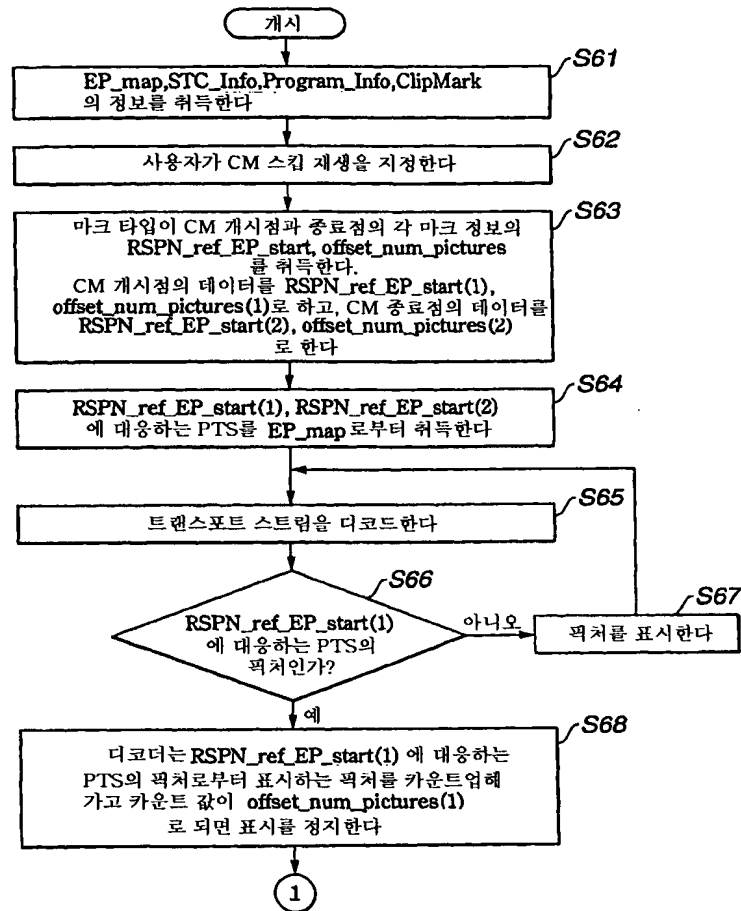 개시
S61
EP_map,STC_Info,Program_Info,ClipMark
의 정보를 취득한다
S62
사용자가 CM 스킵 재생을 지정한다
S63
마크 타입이 CM 개시점과 종료점의 각 마크 정보의
RSPN_ref_EP_start, offset_num_pictures
를 취득한다.
CM 개시점의 데이터를 RSPN_ref_EP_start(1),
offset_num_pictures(1)로 하고, CM 종료점의 데이터를
RSPN_ref_EP_start(2), offset_num_pictures(2)
로 한다
S64
RSPN_ref_EP_start(1), RSPN_ref_EP_start(2)
에 대응하는 PTS를 EP_map로부터 취득한다
S65
트랜스포트 스트림을 디코드한다
S66
RSPN_ref_EP_start(1)
에 대응하는 PTS의
픽처인가?
아니오
S67
픽처를 표시한다
예
S68
디코더는 RSPN_ref_EP_start(1) 에 대응하는
PTS의 픽처로부터 표시하는 픽처를 카운트업해
가고 카운트 값이 offset_num_pictures(1)
로 되면 표시를 정지한다
1